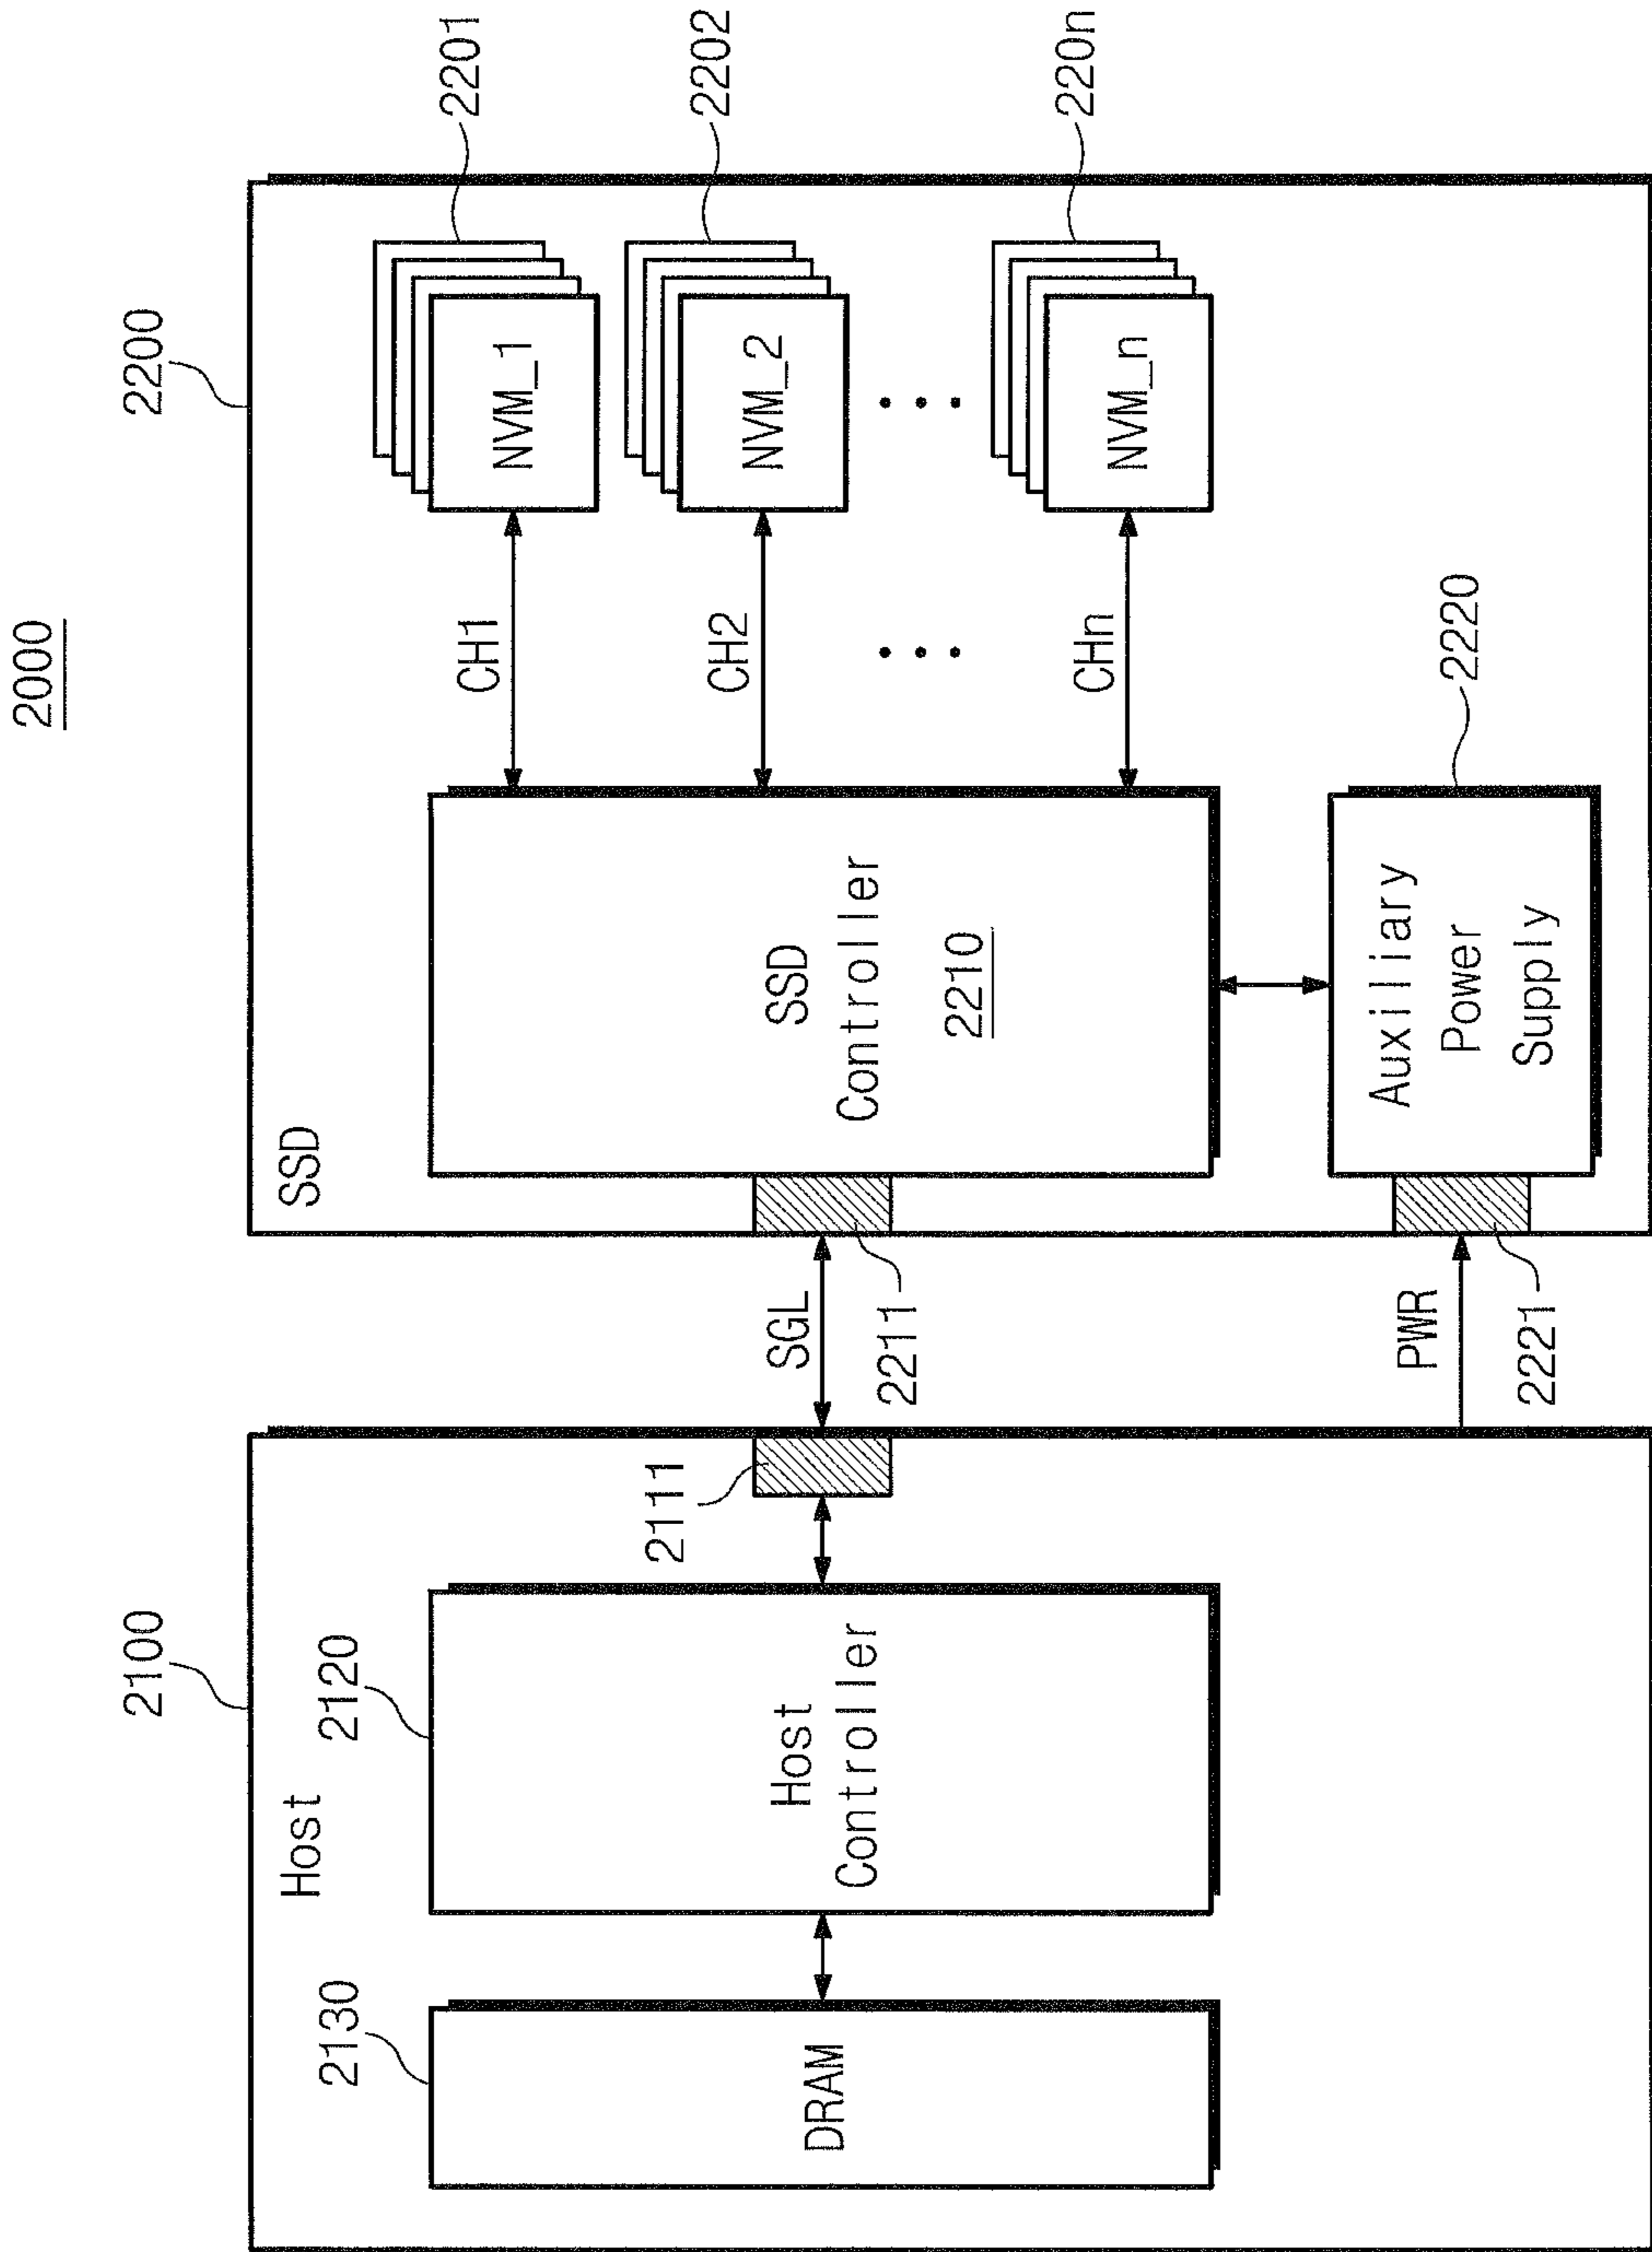 2000
2100
2200
Host
2130
DRAM
2120
Host
Controller
2111
SGL
2211
PWR
2221
SSD
SSD
Controller
2210
CH1
CH2
CHn
NVM_1
NVM_2
NVM_n
2201
2202
220n
Auxiliary
Power
Supply
2220